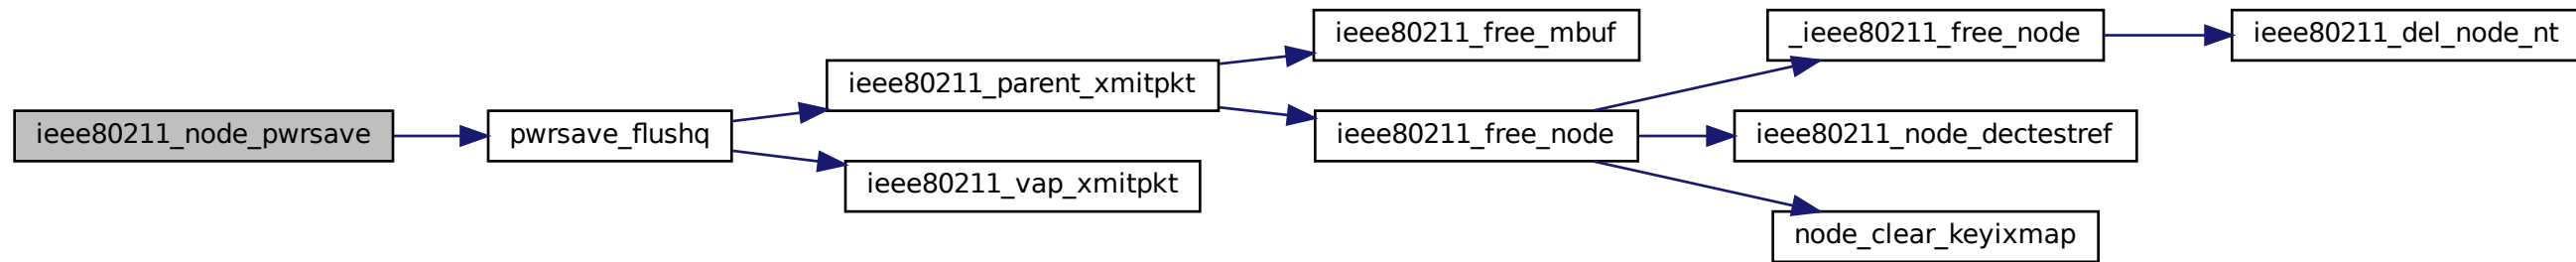 ieee80211_node_pwrsave
pwrsave_flushq
ieee80211_parent_xmitpkt
ieee80211_vap_xmitpkt
ieee80211_free_mbuf
ieee80211_free_node
_ieee80211_free_node
ieee80211_node_dectestref
node_clear_keyixmap
ieee80211_del_node_nt